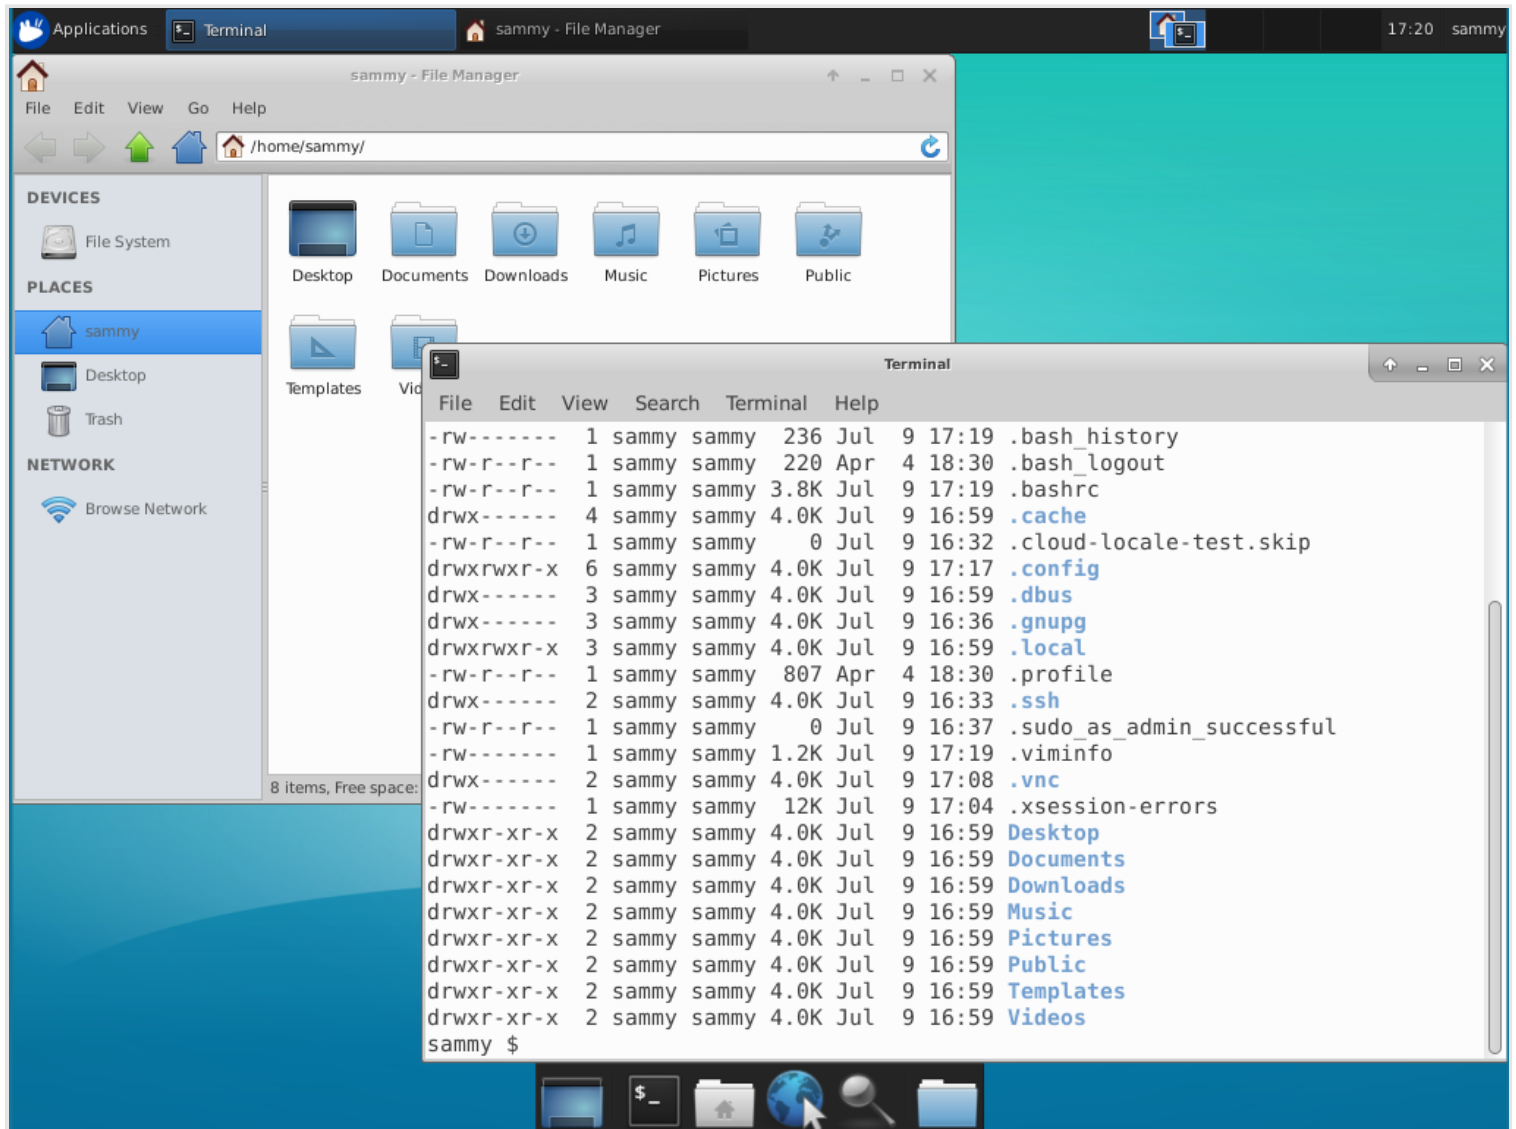 Applications
Terminal
sammy - File Manager
17:20 sammy
sammy - File Manager
File Edit View Go Help
/home/sammy/
DEVICES
File System
PLACES
sammy
Desktop
Trash
NETWORK
Browse Network
Desktop Documents Downloads Music Pictures Public
Templates Vid
8 items, Free space:
Terminal
File Edit View Search Terminal Help
-rw------- 1 sammy sammy 236 Jul 9 17:19 .bash_history
-rw-r--r-- 1 sammy sammy 220 Apr 4 18:30 .bash_logout
-rw-r--r-- 1 sammy sammy 3.8K Jul 9 17:19 .bashrc
drwx------ 4 sammy sammy 4.0K Jul 9 16:59 .cache
-rw-r--r-- 1 sammy sammy 0 Jul 9 16:32 .cloud-locale-test.skip
drwxrwxr-x 6 sammy sammy 4.0K Jul 9 17:17 .config
drwx------ 3 sammy sammy 4.0K Jul 9 16:59 .dbus
drwx------ 3 sammy sammy 4.0K Jul 9 16:36 .gnupg
drwxrwxr-x 3 sammy sammy 4.0K Jul 9 16:59 .local
-rw-r--r-- 1 sammy sammy 807 Apr 4 18:30 .profile
drwx------ 2 sammy sammy 4.0K Jul 9 16:33 .ssh
-rw-r--r-- 1 sammy sammy 0 Jul 9 16:37 .sudo_as_admin_successful
-rw------- 1 sammy sammy 1.2K Jul 9 17:19 .viminfo
drwx------ 2 sammy sammy 4.0K Jul 9 17:08 .vnc
-rw------- 1 sammy sammy 12K Jul 9 17:04 .xsession-errors
drwxr-xr-x 2 sammy sammy 4.0K Jul 9 16:59 Desktop
drwxr-xr-x 2 sammy sammy 4.0K Jul 9 16:59 Documents
drwxr-xr-x 2 sammy sammy 4.0K Jul 9 16:59 Downloads
drwxr-xr-x 2 sammy sammy 4.0K Jul 9 16:59 Music
drwxr-xr-x 2 sammy sammy 4.0K Jul 9 16:59 Pictures
drwxr-xr-x 2 sammy sammy 4.0K Jul 9 16:59 Public
drwxr-xr-x 2 sammy sammy 4.0K Jul 9 16:59 Templates
drwxr-xr-x 2 sammy sammy 4.0K Jul 9 16:59 Videos
sammy $